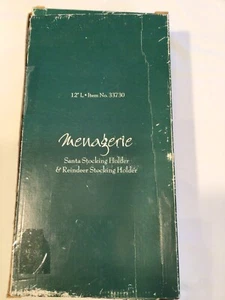 12" L • Item No. 33730
Menagerie
Santa Stocking Holder
& Reindeer Stocking Holder